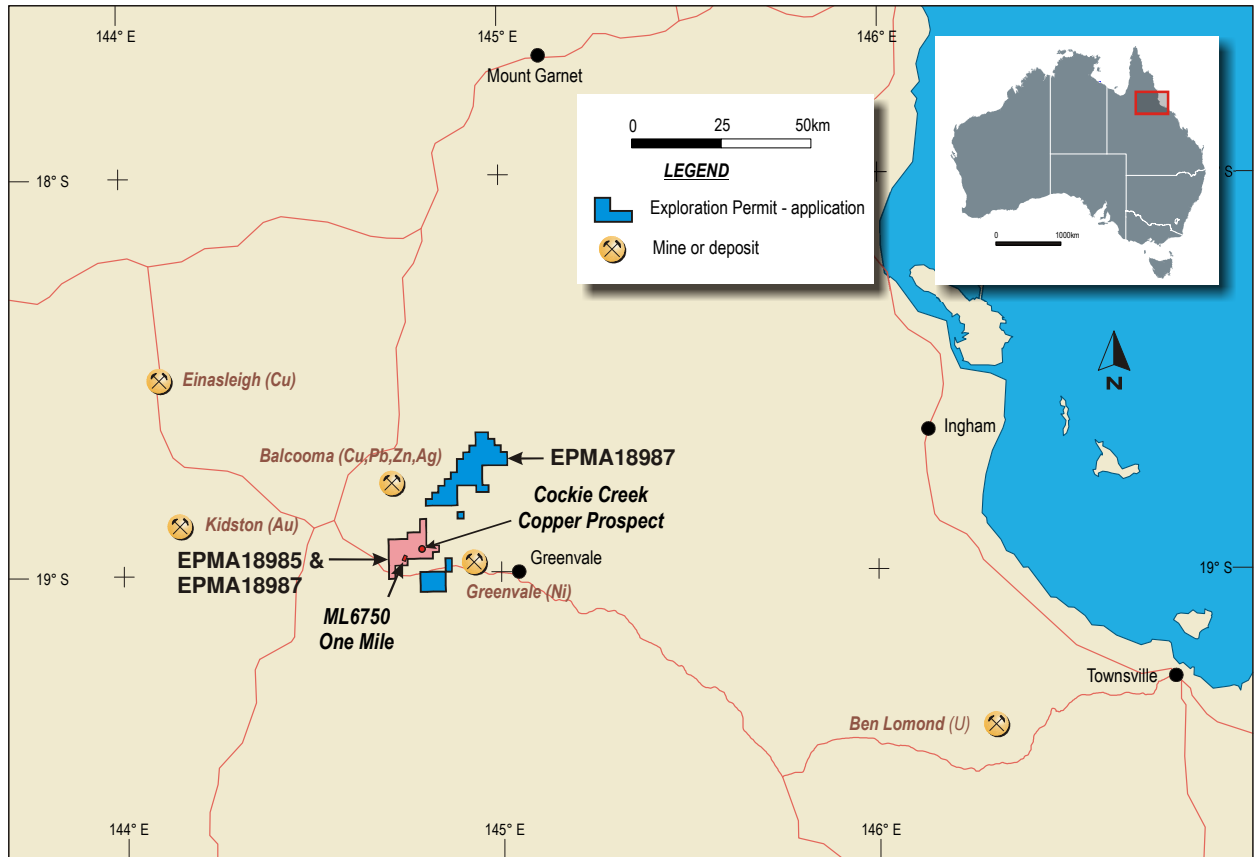 144° E
145° E
146° E
Mount Garnet
0 25 50km
LEGEND
Exploration Permit - application
Mine or deposit
0 1000km
18° S
S
N
Einasleigh (Cu)
Ingham
Balcooma (Cu,Pb,Zn,Ag)
EPMA18987
Cockie Creek
Copper Prospect
Kidston (Au)
EPMA18985 &
EPMA18987
Greenvale
19° S
19° S
Greenvale (Ni)
ML6750
One Mile
Townsville
Ben Lomond (U)
144° E
145° E
146° E